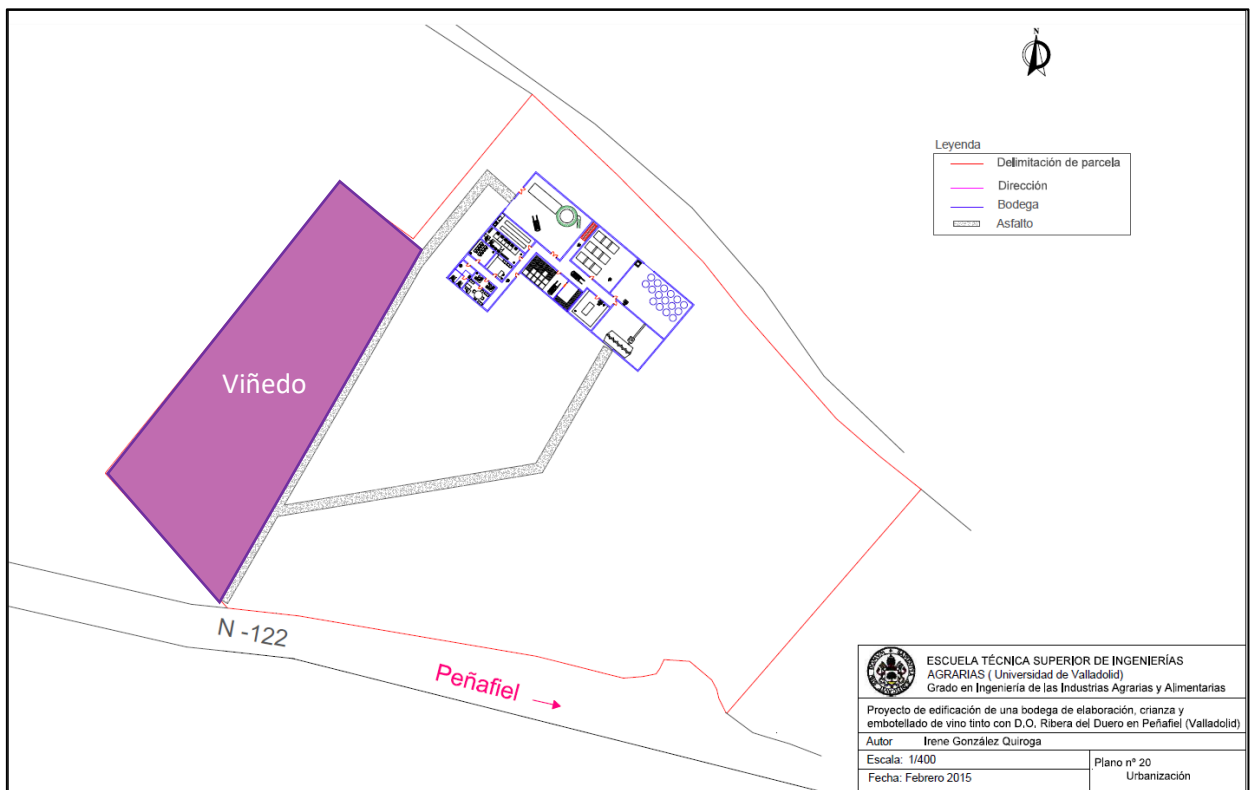 N
Leyenda
Delimitación de parcela
Dirección
Bodega
Asfalto
Viñedo
N -122
Peñafiel
ESCUELA TÉCNICA SUPERIOR DE INGENIERÍAS
AGRARIAS ( Universidad de Valladolid)
Grado en Ingeniería de las Industrias Agrarias y Alimentarias
Proyecto de edificación de una bodega de elaboración, crianza y
embotellado de vino tinto con D,O, Ribera del Duero en Peñafiel (Valladolid)
Autor Irene González Quiroga
Escala: 1/400
Fecha: Febrero 2015
Plano nº 20
Urbanización